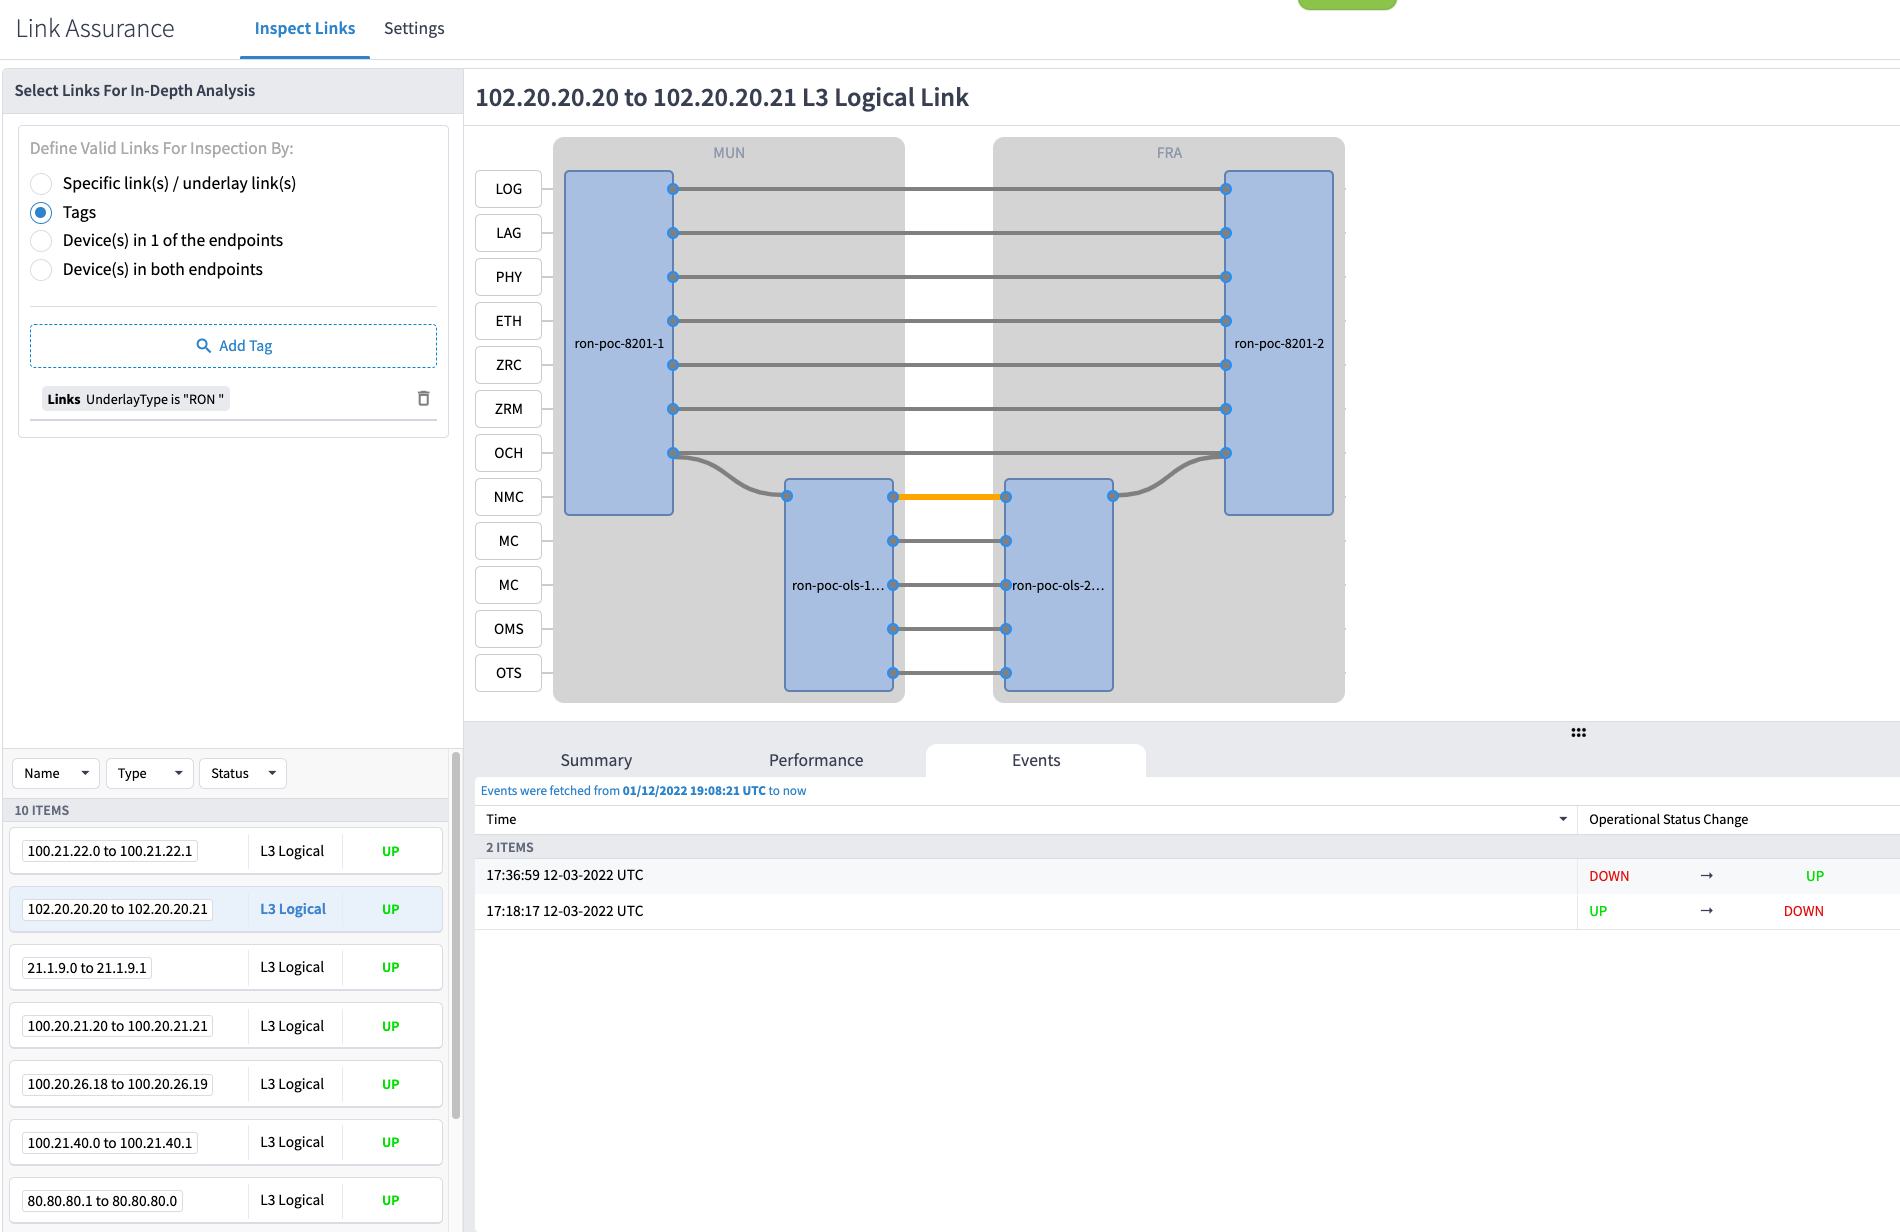 Link Assurance
Inspect Links
Settings
Select Links For In-Depth Analysis
Define Valid Links For Inspection By:
Specific link(s) / underlay link(s)
Tags
Device(s) in 1 of the endpoints
Device(s) in both endpoints
Add Tag
Links UnderlayType is "RON "
Name
Type
Status
10 ITEMS
100.21.22.0 to 100.21.22.1 L3 Logical UP
102.20.20.20 to 102.20.20.21 L3 Logical UP
21.1.9.0 to 21.1.9.1 L3 Logical UP
100.20.21.20 to 100.20.21.21 L3 Logical UP
100.20.26.18 to 100.20.26.19 L3 Logical UP
100.21.40.0 to 100.21.40.1 L3 Logical UP
80.80.80.1 to 80.80.80.0 L3 Logical UP
102.20.20.20 to 102.20.20.21 L3 Logical Link
MUN
FRA
LOG
LAG
PHY
ETH
ZRC
ZRM
OCH
NMC
MC
MC
OMS
OTS
ron-poc-8201-1
ron-poc-8201-2
ron-poc-ols-1...
ron-poc-ols-2...
Summary
Performance
Events
Events were fetched from 01/12/2022 19:08:21 UTC to now
Time
Operational Status Change
2 ITEMS
17:36:59 12-03-2022 UTC DOWN → UP
17:18:17 12-03-2022 UTC UP → DOWN